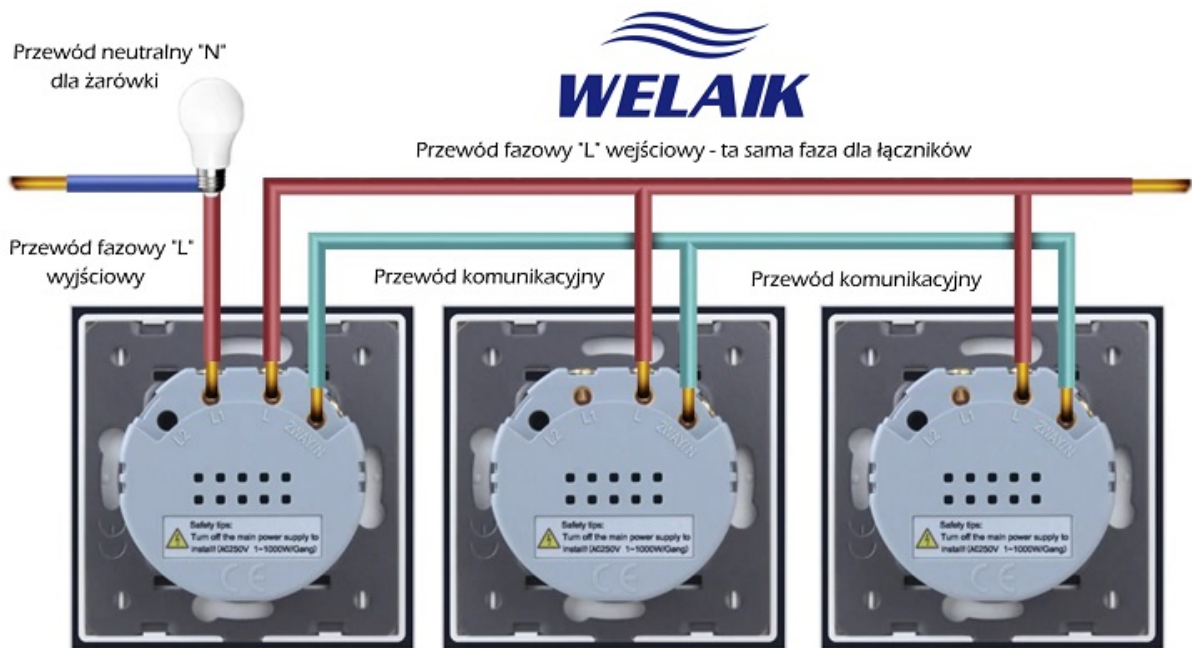 Przewód neutralny "N"
dla żarówki
WELAIK
Przewód fazowy "L" wejściowy - ta sama faza dla łączników
Przewód fazowy "L"
wyjściowy
Przewód komunikacyjny
Przewód komunikacyjny
L2 L1 L 2WAY/N
Safety tips:
Turn off the main power supply to
install! (AC250V 1~1000W/Gang)
CE
L2 L1 L 2WAY/N
Safety tips:
Turn off the main power supply to
install! (AC250V 1~1000W/Gang)
CE
L2 L1 L 2WAY/N
Safety tips:
Turn off the main power supply to
install! (AC250V 1~1000W/Gang)
CE